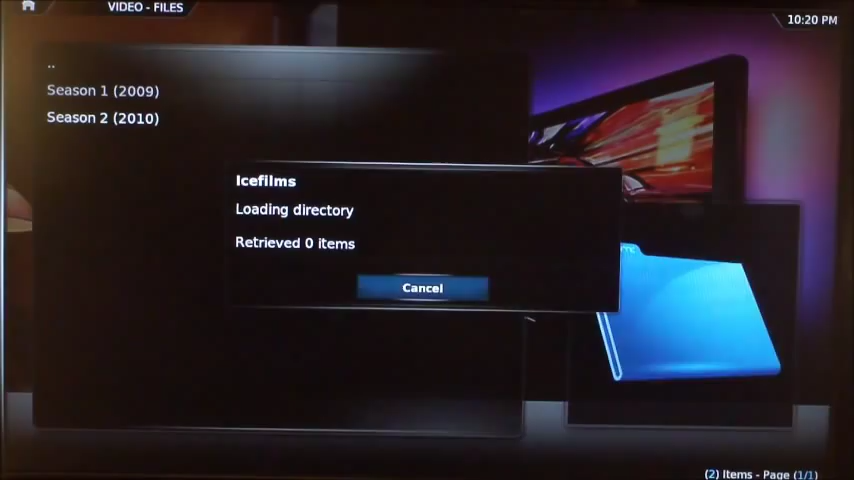 VIDEO - FILES
10:20 PM
..
Season 1 (2009)
Season 2 (2010)
Icefilms
Loading directory
Retrieved 0 items
Cancel
(2) Items - Page (1/1)